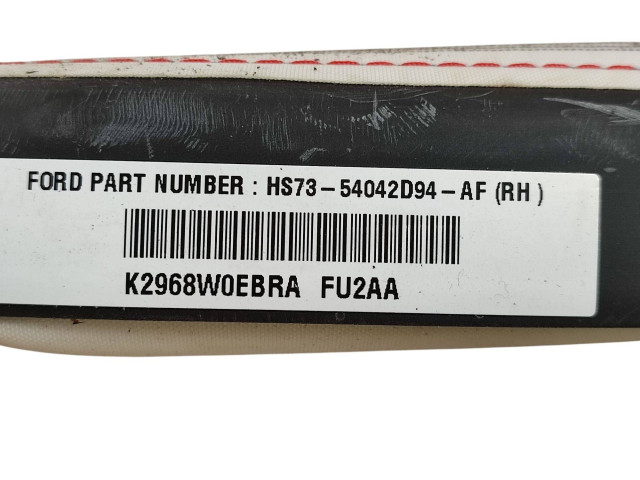 FORD PART NUMBER : HS73-54042D94-AF (RH)
K2968W0EBRA FU2AA